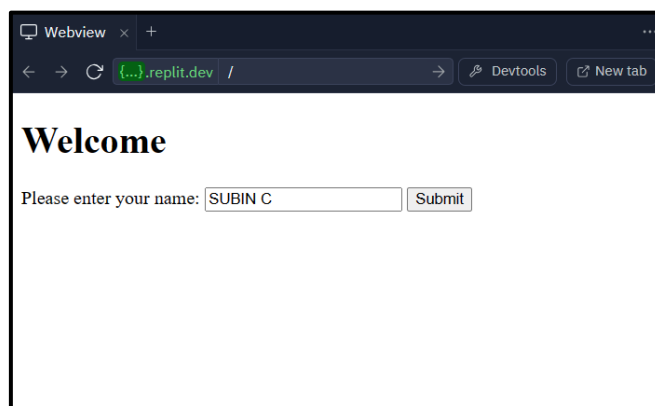 Webview × +
{...}.replit.dev / Devtools New tab
Welcome
Please enter your name: SUBIN C Submit